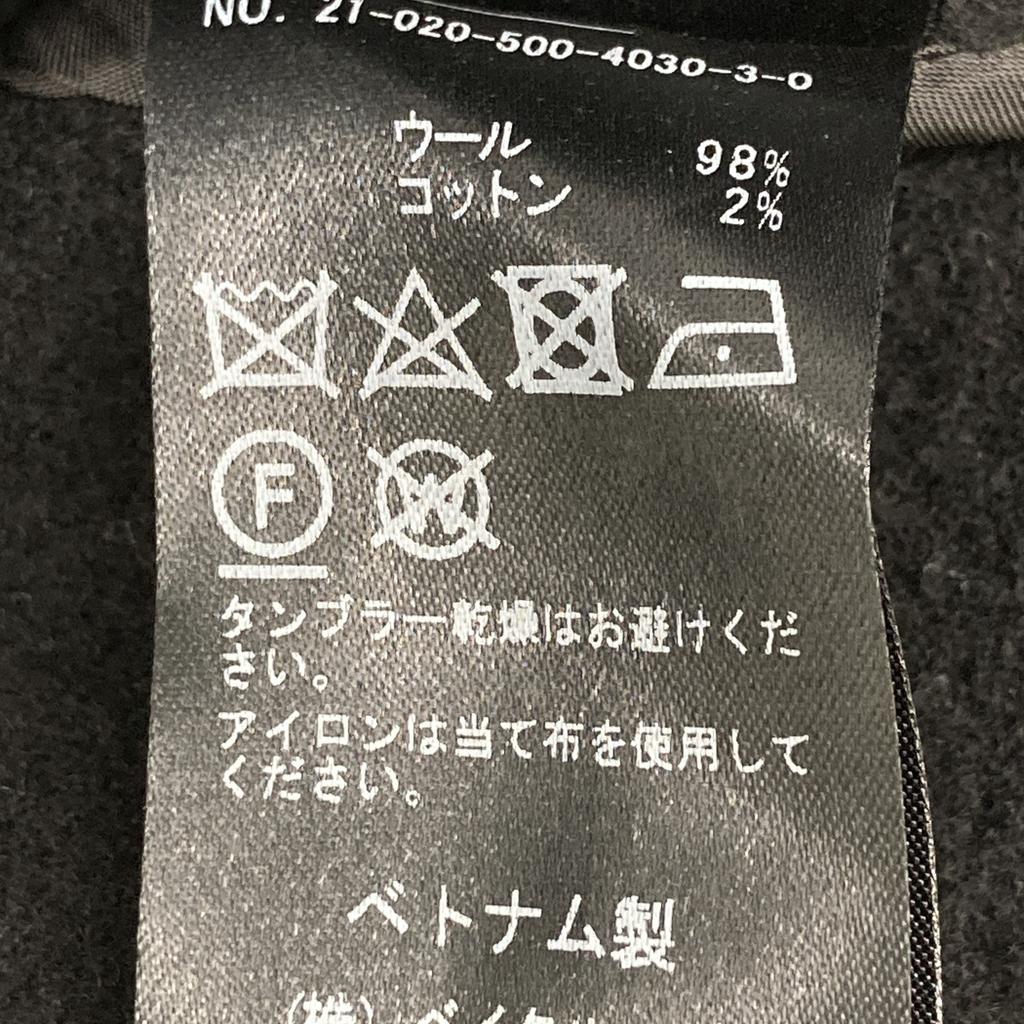 NO. 21-020-500-4030-3-0
ウール 98%
コットン 2%
F
W
タンブラー乾燥はお避けくだ
さい。
アイロンは当て布を使用して
ください。
ベトナム製
(株)